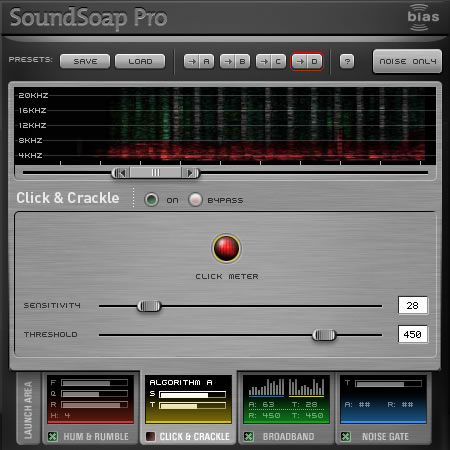 SoundSoap Pro
bias
PRESETS: SAVE LOAD A B C D ? NOISE ONLY
20KHZ
16KHZ
12KHZ
8KHZ
4KHZ
Click & Crackle ON BYPASS
CLICK METER
SENSITIVITY 28
THRESHOLD 450
LAUNCH AREA
F
Q
R
H: 4
HUM & RUMBLE
ALGORITHM A
S
T
CLICK & CRACKLE
A: 63 T: 28
R: 450 T: 450
BROADBAND
T
A: ## R: ##
NOISE GATE